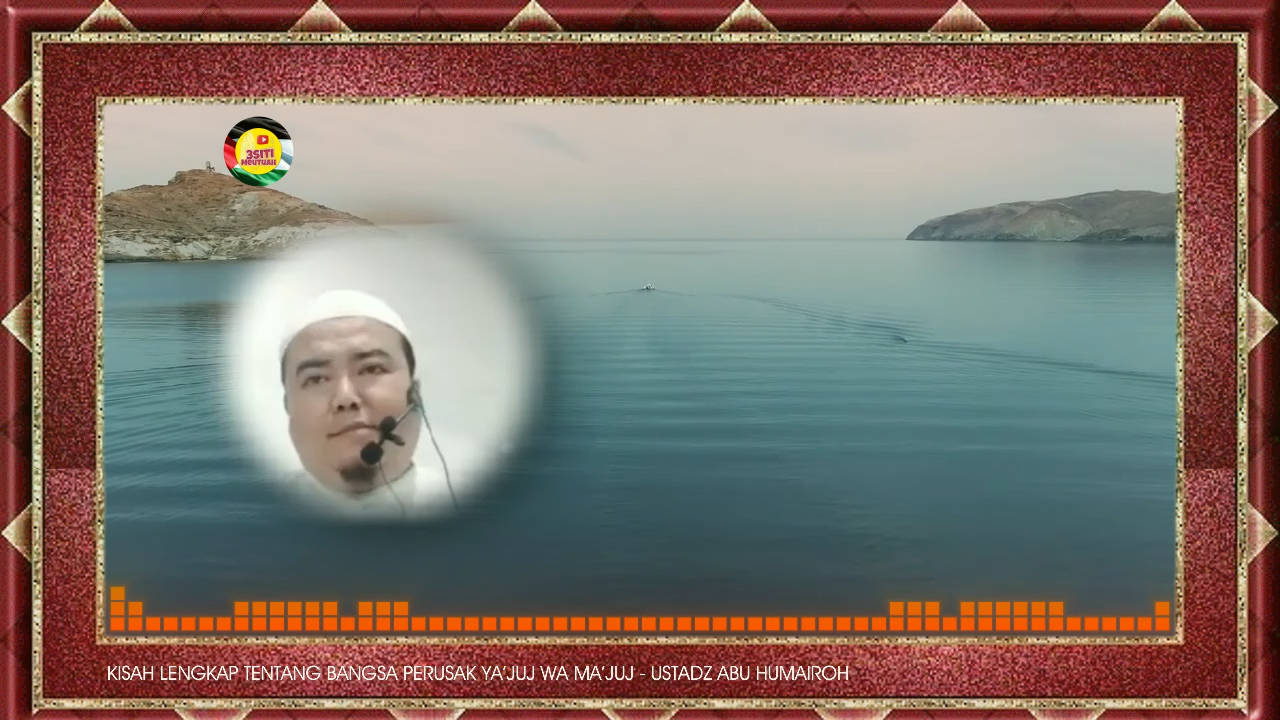 3SITI
MEUTUAH
KISAH LENGKAP TENTANG BANGSA PERUSAK YA'JUJ WA MA'JUJ - USTADZ ABU HUMAIROH